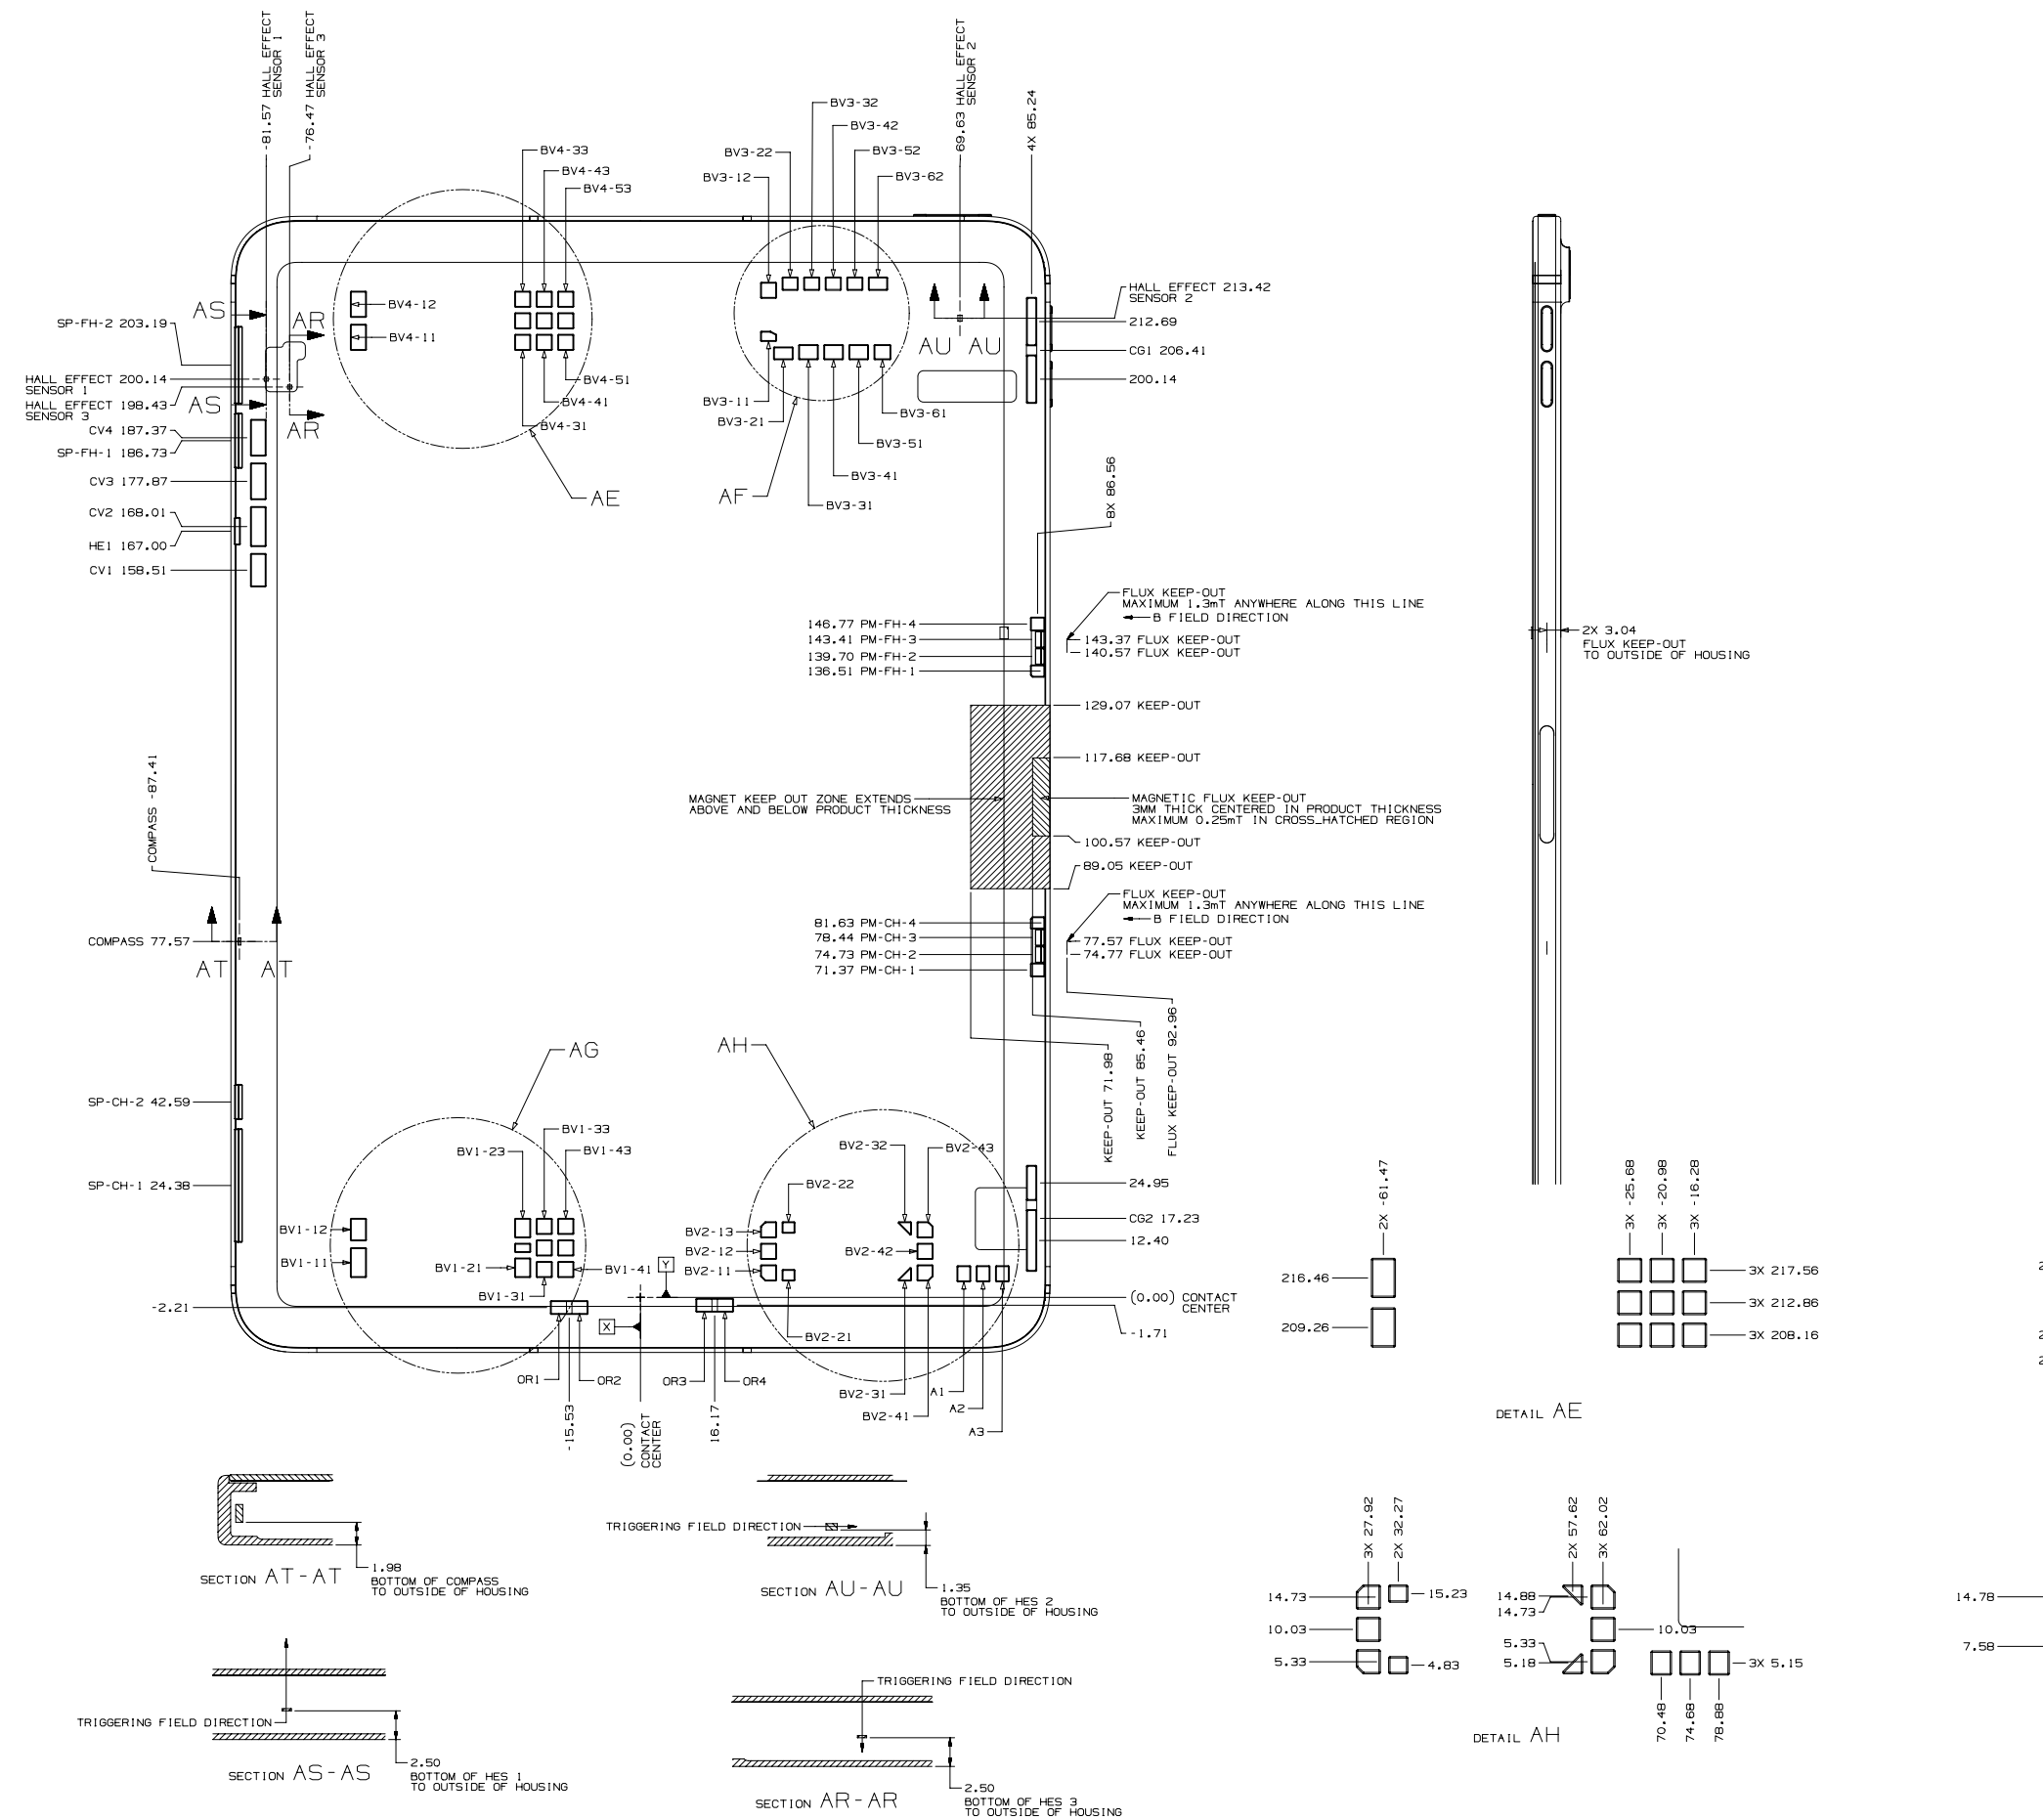 -81.57 HALL EFFECT
SENSOR 1
-76.47 HALL EFFECT
SENSOR 3
69.63 HALL EFFECT
SENSOR 2
4X 85.24
BV4-33
BV4-43
BV4-53
BV3-32
BV3-42
BV3-22
BV3-52
BV3-12
BV3-62
SP-FH-2 203.19
AS
AR
BV4-12
BV4-11
HALL EFFECT 213.42
SENSOR 2
212.69
AU AU
CG1 206.41
200.14
HALL EFFECT 200.14
SENSOR 1
HALL EFFECT 198.43
SENSOR 3
AS
AR
BV4-51
BV4-41
BV4-31
BV3-11
BV3-21
BV3-61
BV3-51
BV3-41
BV3-31
CV4 187.37
SP-FH-1 186.73
CV3 177.87
AE
AF
8X 86.56
CV2 168.01
HE1 167.00
CV1 158.51
FLUX KEEP-OUT
MAXIMUM 1.3mT ANYWHERE ALONG THIS LINE
B FIELD DIRECTION
146.77 PM-FH-4
143.41 PM-FH-3
139.70 PM-FH-2
136.51 PM-FH-1
143.37 FLUX KEEP-OUT
140.57 FLUX KEEP-OUT
2X 3.04
FLUX KEEP-OUT
TO OUTSIDE OF HOUSING
129.07 KEEP-OUT
117.68 KEEP-OUT
MAGNET KEEP OUT ZONE EXTENDS
ABOVE AND BELOW PRODUCT THICKNESS
MAGNETIC FLUX KEEP-OUT
3MM THICK CENTERED IN PRODUCT THICKNESS
MAXIMUM 0.25mT IN CROSS_HATCHED REGION
100.57 KEEP-OUT
89.05 KEEP-OUT
COMPASS -87.41
FLUX KEEP-OUT
MAXIMUM 1.3mT ANYWHERE ALONG THIS LINE
B FIELD DIRECTION
COMPASS 77.57
AT AT
81.63 PM-CH-4
78.44 PM-CH-3
74.73 PM-CH-2
71.37 PM-CH-1
77.57 FLUX KEEP-OUT
74.77 FLUX KEEP-OUT
KEEP-OUT 71.98
KEEP-OUT 85.46
FLUX KEEP-OUT 92.96
AG
AH
SP-CH-2 42.59
SP-CH-1 24.38
BV1-33
BV1-23
BV1-43
BV1-12
BV1-11
BV1-21
BV1-41
BV1-31
BV2-32
BV2-43
BV2-22
BV2-13
BV2-12
BV2-11
BV2-42
BV2-21
BV2-31
BV2-41
A1
A2
A3
24.95
CG2 17.23
12.40
Y
X
(0.00) CONTACT
CENTER
-1.71
-2.21
OR1
OR2
OR3
OR4
-15.53
(0.00)
CONTACT
CENTER
16.17
2X -61.47
3X -25.68
3X -20.98
3X -16.28
216.46
209.26
3X 217.56
3X 212.86
3X 208.16
DETAIL AE
1.98
BOTTOM OF COMPASS
TO OUTSIDE OF HOUSING
SECTION AT-AT
TRIGGERING FIELD DIRECTION
1.35
BOTTOM OF HES 2
TO OUTSIDE OF HOUSING
SECTION AU-AU
TRIGGERING FIELD DIRECTION
2.50
BOTTOM OF HES 1
TO OUTSIDE OF HOUSING
SECTION AS-AS
TRIGGERING FIELD DIRECTION
2.50
BOTTOM OF HES 3
TO OUTSIDE OF HOUSING
SECTION AR-AR
3X 27.92
2X 32.27
2X 57.62
3X 62.02
14.73
15.23
10.03
5.33
4.83
14.88
14.73
10.03
5.33
5.18
3X 5.15
70.48
74.68
78.88
DETAIL AH
14.78
7.58